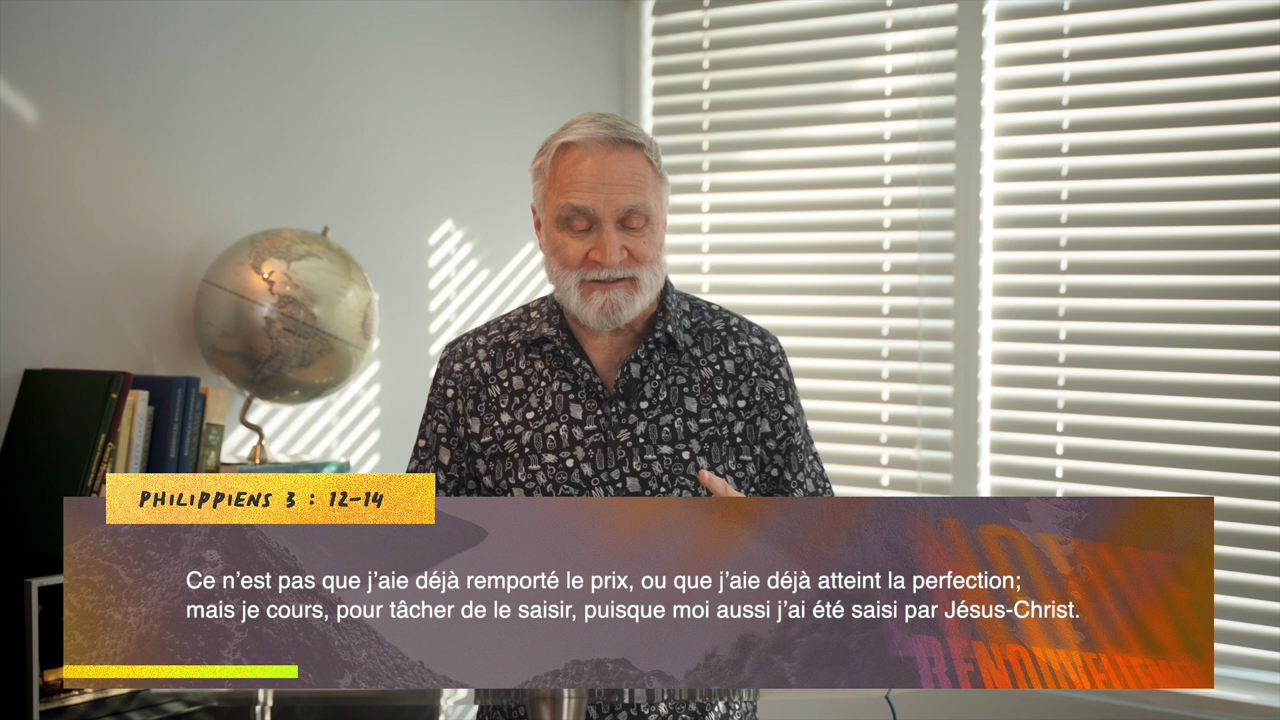 PHILIPPIENS 3 : 12-14
Ce n'est pas que j'aie déjà remporté le prix, ou que j'aie déjà atteint la perfection;
mais je cours, pour tâcher de le saisir, puisque moi aussi j'ai été saisi par Jésus-Christ.